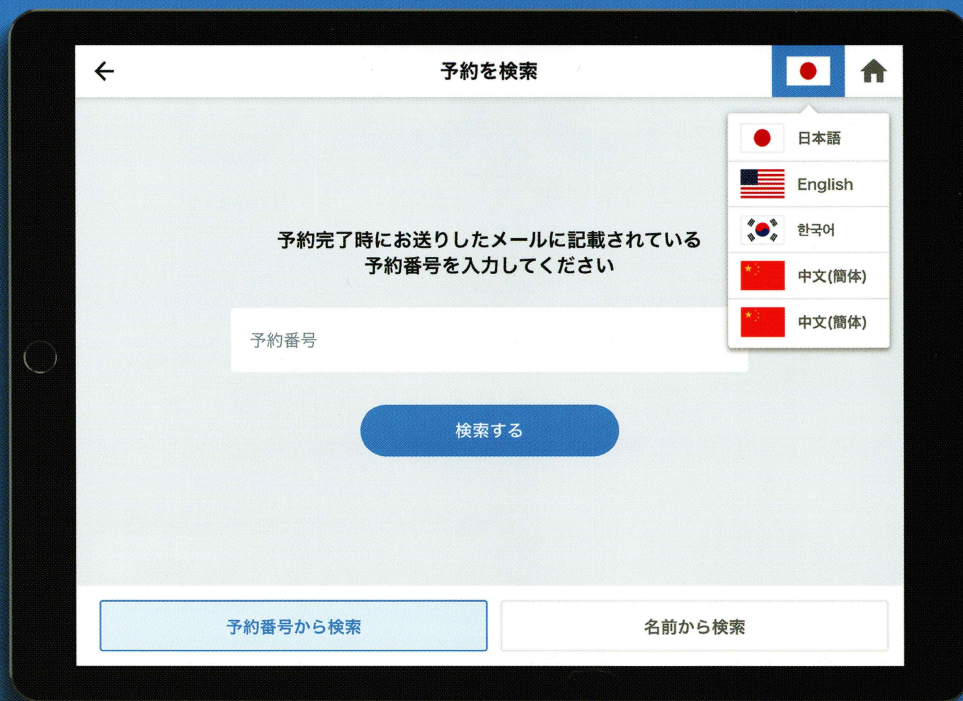 予約を検索
日本語
English
한국어
中文(簡体)
中文(簡体)
予約完了時にお送りしたメールに記載されている
予約番号を入力してください
予約番号
検索する
予約番号から検索
名前から検索